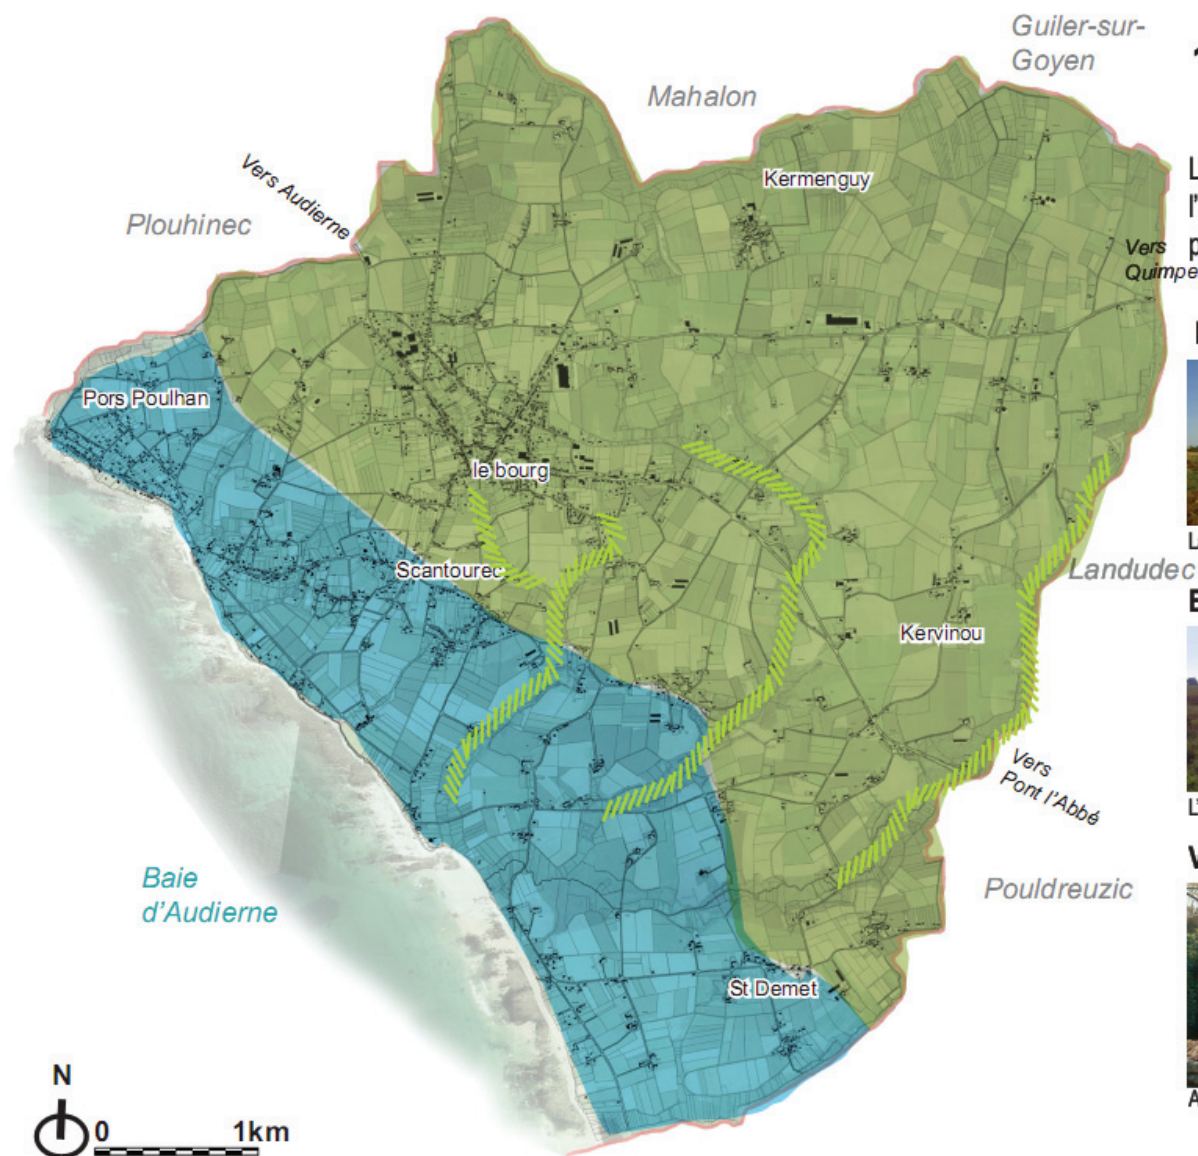 Guiler-sur-
Goyen
Mahalon
Vers Audierne
Kermenguy
Plouhinec
Vers
Quimpe
Pors Poulhan
le bourg
Scantourec
Landudec
Kervinou
Vers
Pont l'Abbé
Baie
d'Audierne
Pouldreuzic
St Demet
N
0 1km